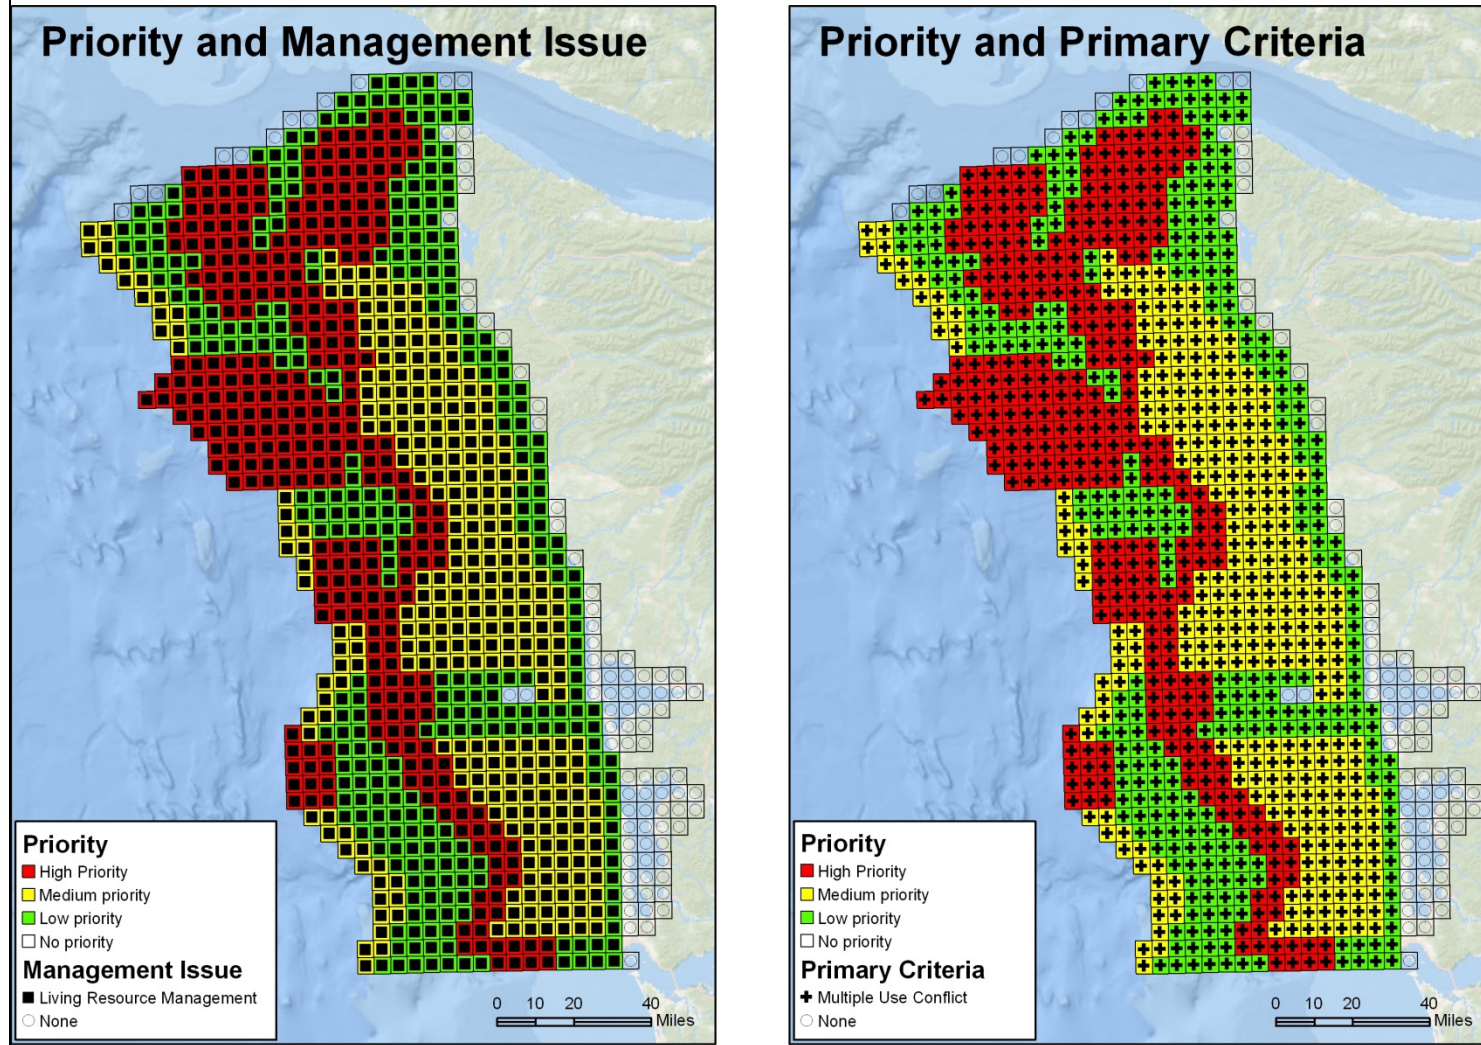 Priority and Management Issue
Priority
High Priority
Medium priority
Low priority
No priority
Management Issue
Living Resource Management
None
0 10 20 40
Miles
Priority and Primary Criteria
Priority
High Priority
Medium priority
Low priority
No priority
Primary Criteria
Multiple Use Conflict
None
0 10 20 40
Miles